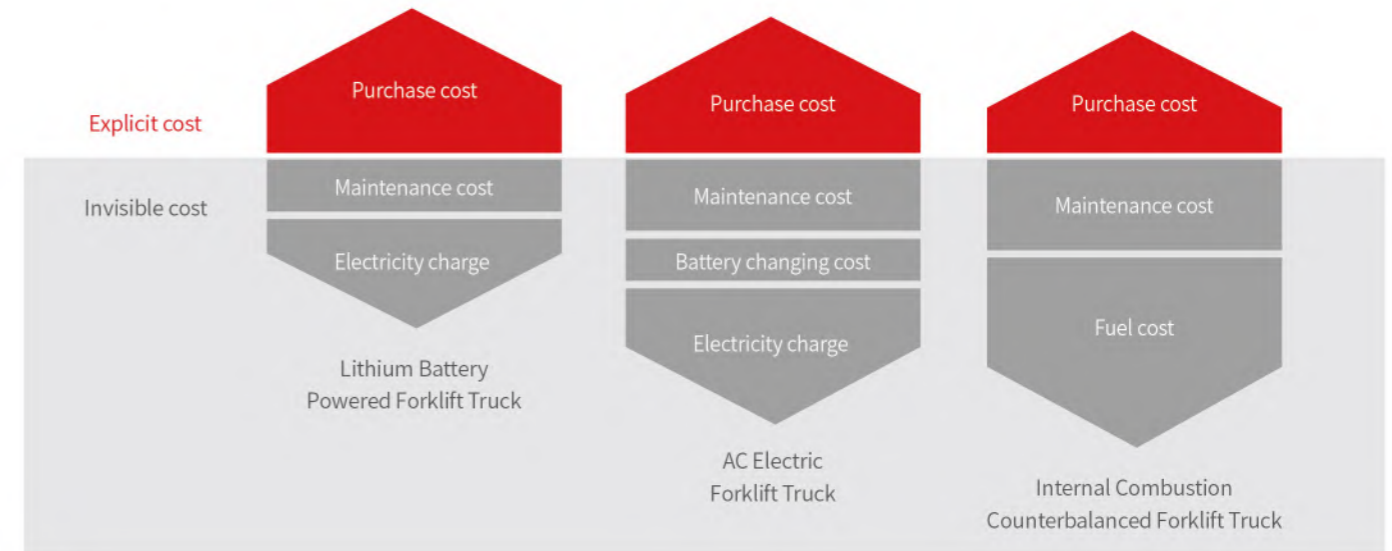 Explicit cost
Invisible cost
Purchase cost
Maintenance cost
Electricity charge
Lithium Battery
Powered Forklift Truck
Purchase cost
Maintenance cost
Battery changing cost
Electricity charge
AC Electric
Forklift Truck
Purchase cost
Maintenance cost
Fuel cost
Internal Combustion
Counterbalanced Forklift Truck